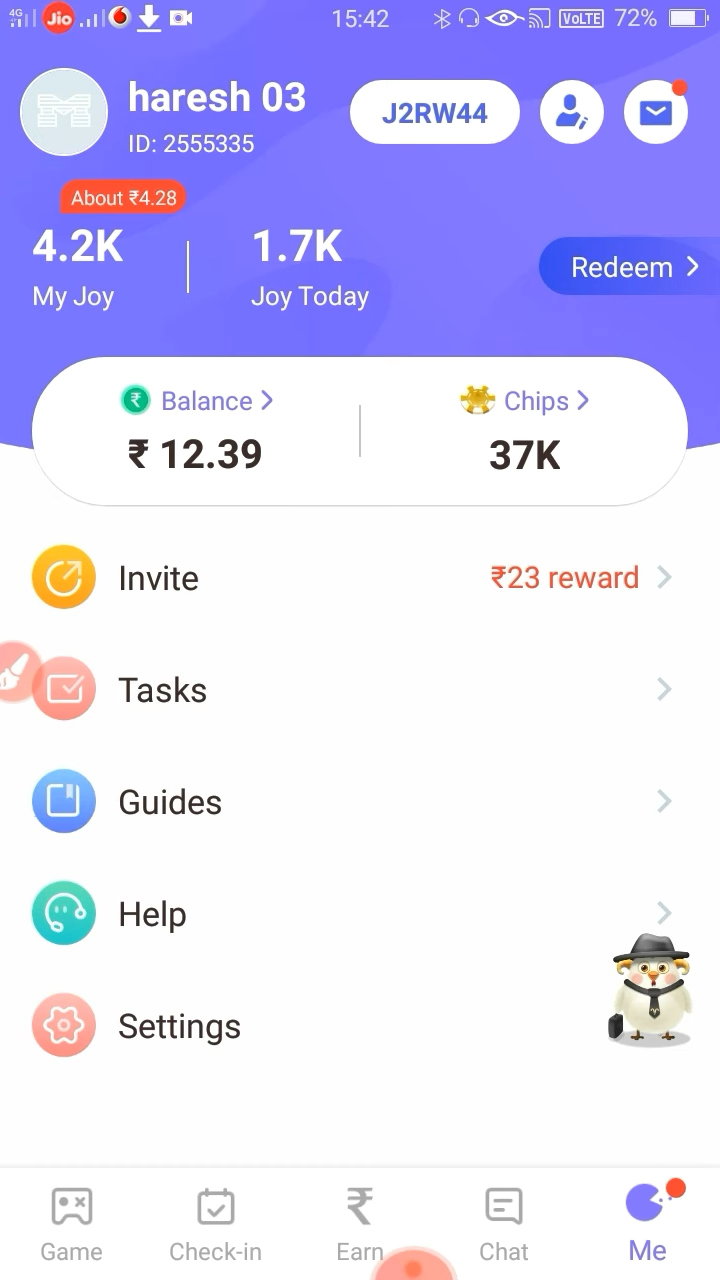 4G Jio 15:42 VoLTE 72%
haresh 03
J2RW44
ID: 2555335
About ₹4.28
4.2K 1.7K
My Joy Joy Today
Redeem
₹ Balance Chips
₹ 12.39 37K
Invite ₹23 reward
Tasks
Guides
Help
Settings
₹
Game Check-in Earn Chat Me